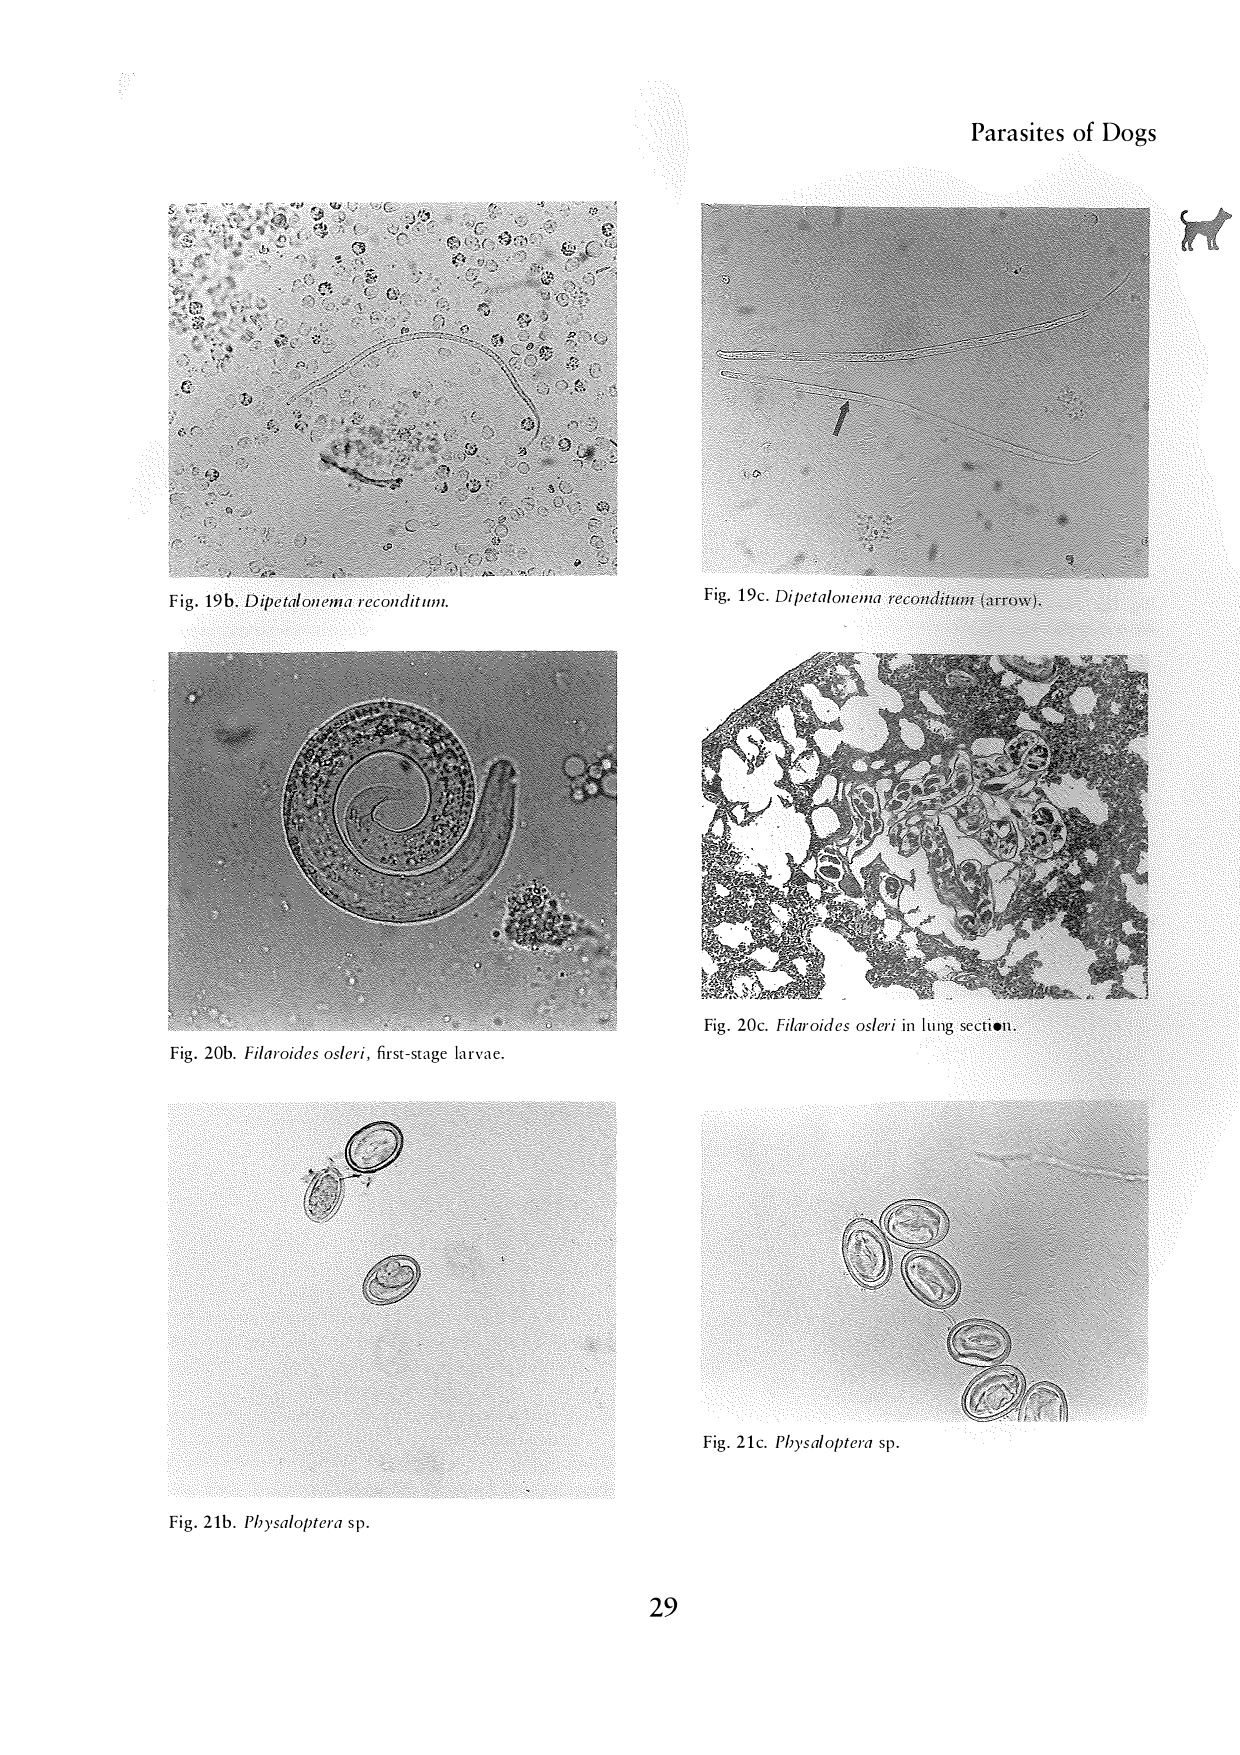 Parasites of Dogs
Fig. 19b. Dipetalonema reconditum.
Fig. 19c. Dipetalonema reconditum (arrow).
Fig. 20b. Filaroides osleri, first-stage larvae.
Fig. 20c. Filaroides osleri in lung section.
Fig. 21b. Physaloptera sp.
Fig. 21c. Physaloptera sp.
29